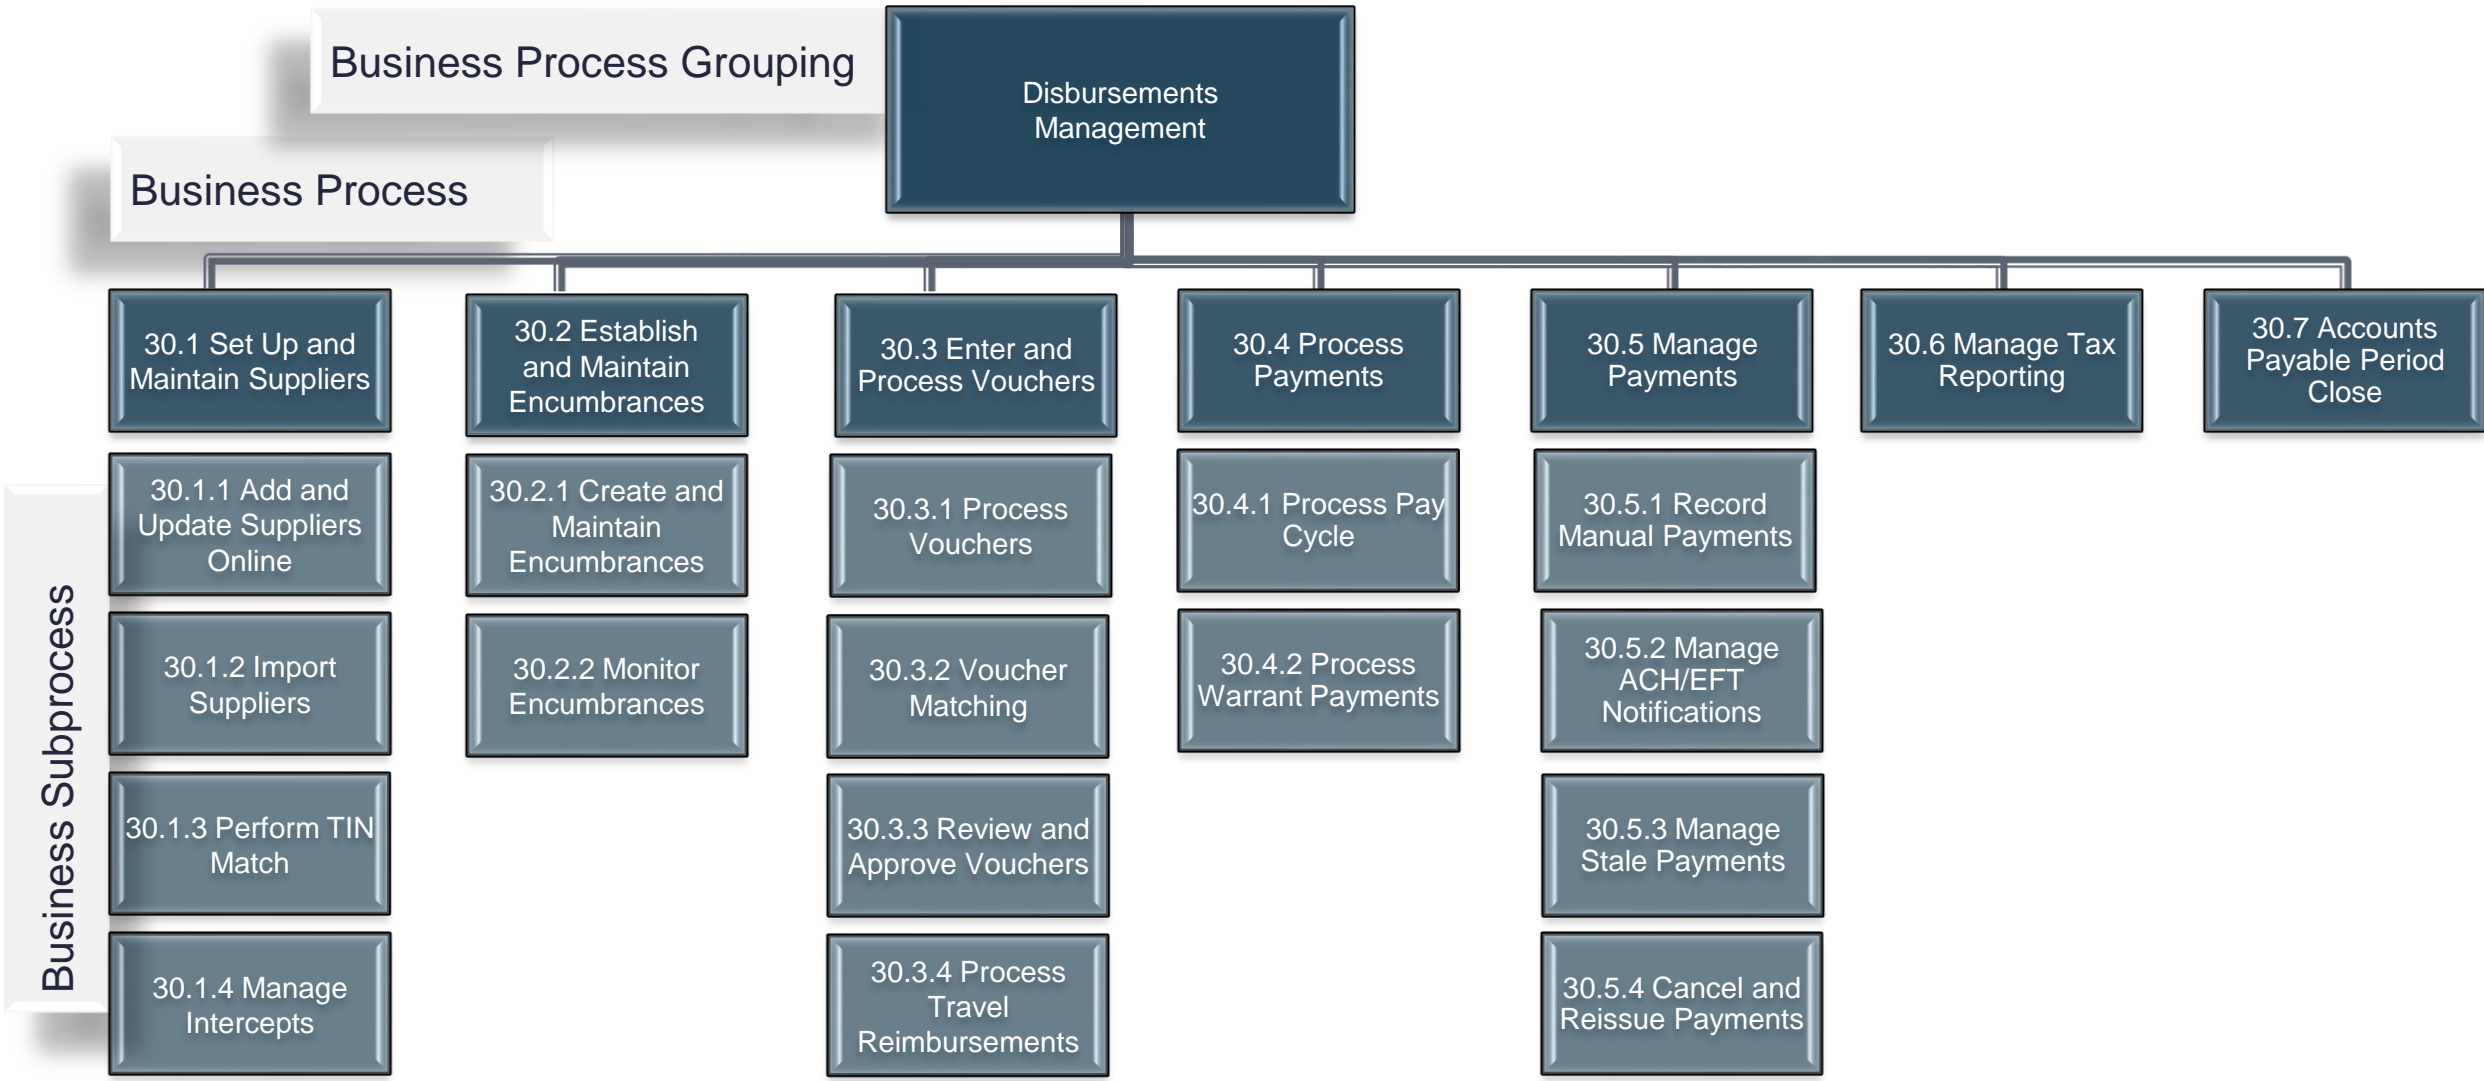 Business Process Grouping
Disbursements
Management
Business Process
30.1 Set Up and
Maintain Suppliers
30.2 Establish
and Maintain
Encumbrances
30.3 Enter and
Process Vouchers
30.4 Process
Payments
30.5 Manage
Payments
30.6 Manage Tax
Reporting
30.7 Accounts
Payable Period
Close
Business Subprocess
30.1.1 Add and
Update Suppliers
Online
30.1.2 Import
Suppliers
30.1.3 Perform TIN
Match
30.1.4 Manage
Intercepts
30.2.1 Create and
Maintain
Encumbrances
30.2.2 Monitor
Encumbrances
30.3.1 Process
Vouchers
30.3.2 Voucher
Matching
30.3.3 Review and
Approve Vouchers
30.3.4 Process
Travel
Reimbursements
30.4.1 Process Pay
Cycle
30.4.2 Process
Warrant Payments
30.5.1 Record
Manual Payments
30.5.2 Manage
ACH/EFT
Notifications
30.5.3 Manage
Stale Payments
30.5.4 Cancel and
Reissue Payments